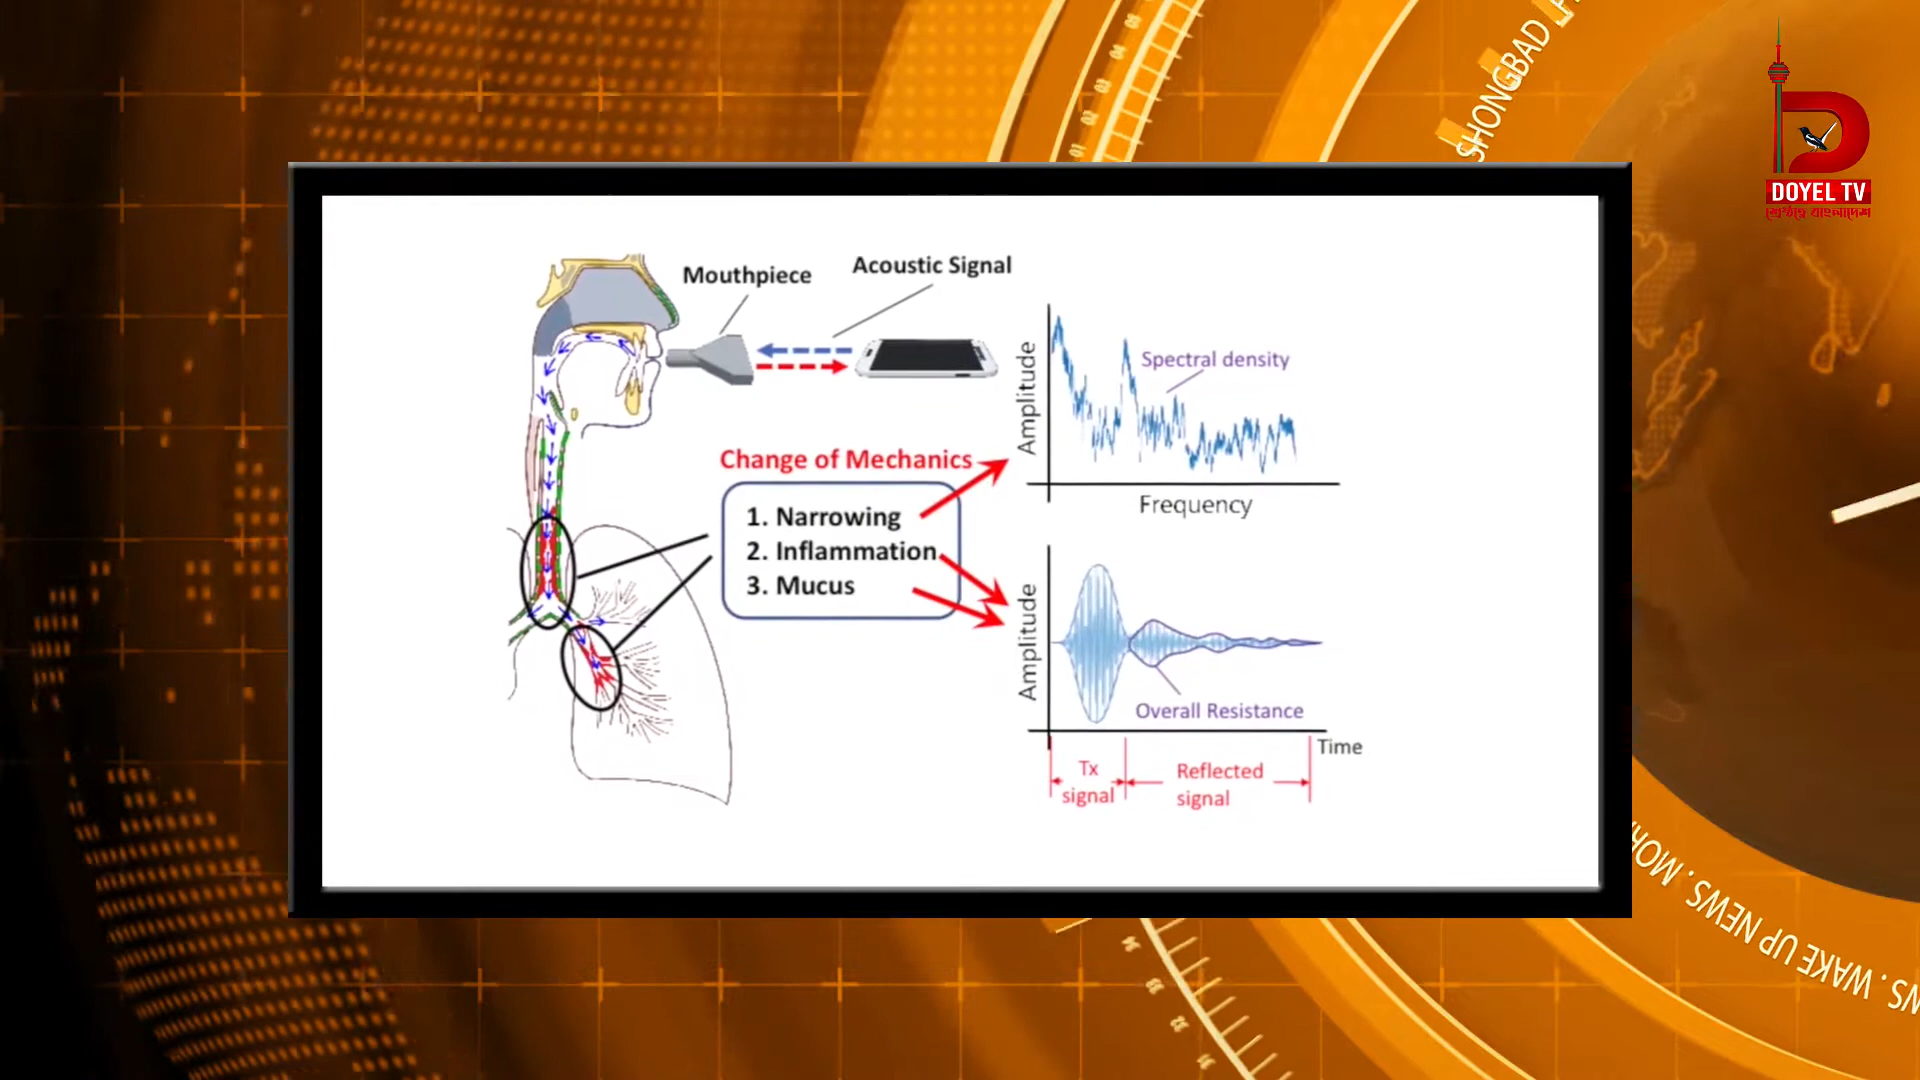 SHONGBAD
DOYEL TV
শ্রেষ্ঠত্বে বাংলাদেশ
Mouthpiece
Acoustic Signal
Amplitude
Spectral density
Frequency
Change of Mechanics
1. Narrowing
2. Inflammation
3. Mucus
Amplitude
Overall Resistance
Time
Tx
signal
Reflected
signal
. WAKE UP NEWS.